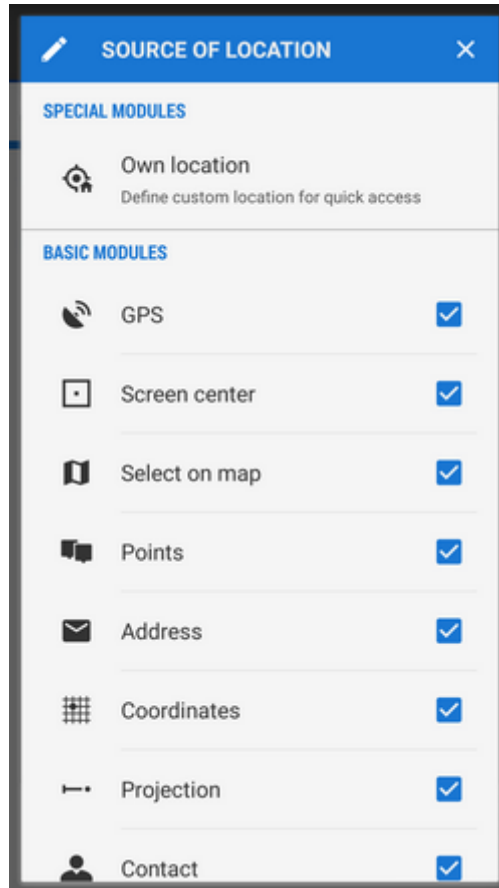 SOURCE OF LOCATION
SPECIAL MODULES
Own location
Define custom location for quick access
BASIC MODULES
GPS
Screen center
Select on map
Points
Address
Coordinates
Projection
Contact